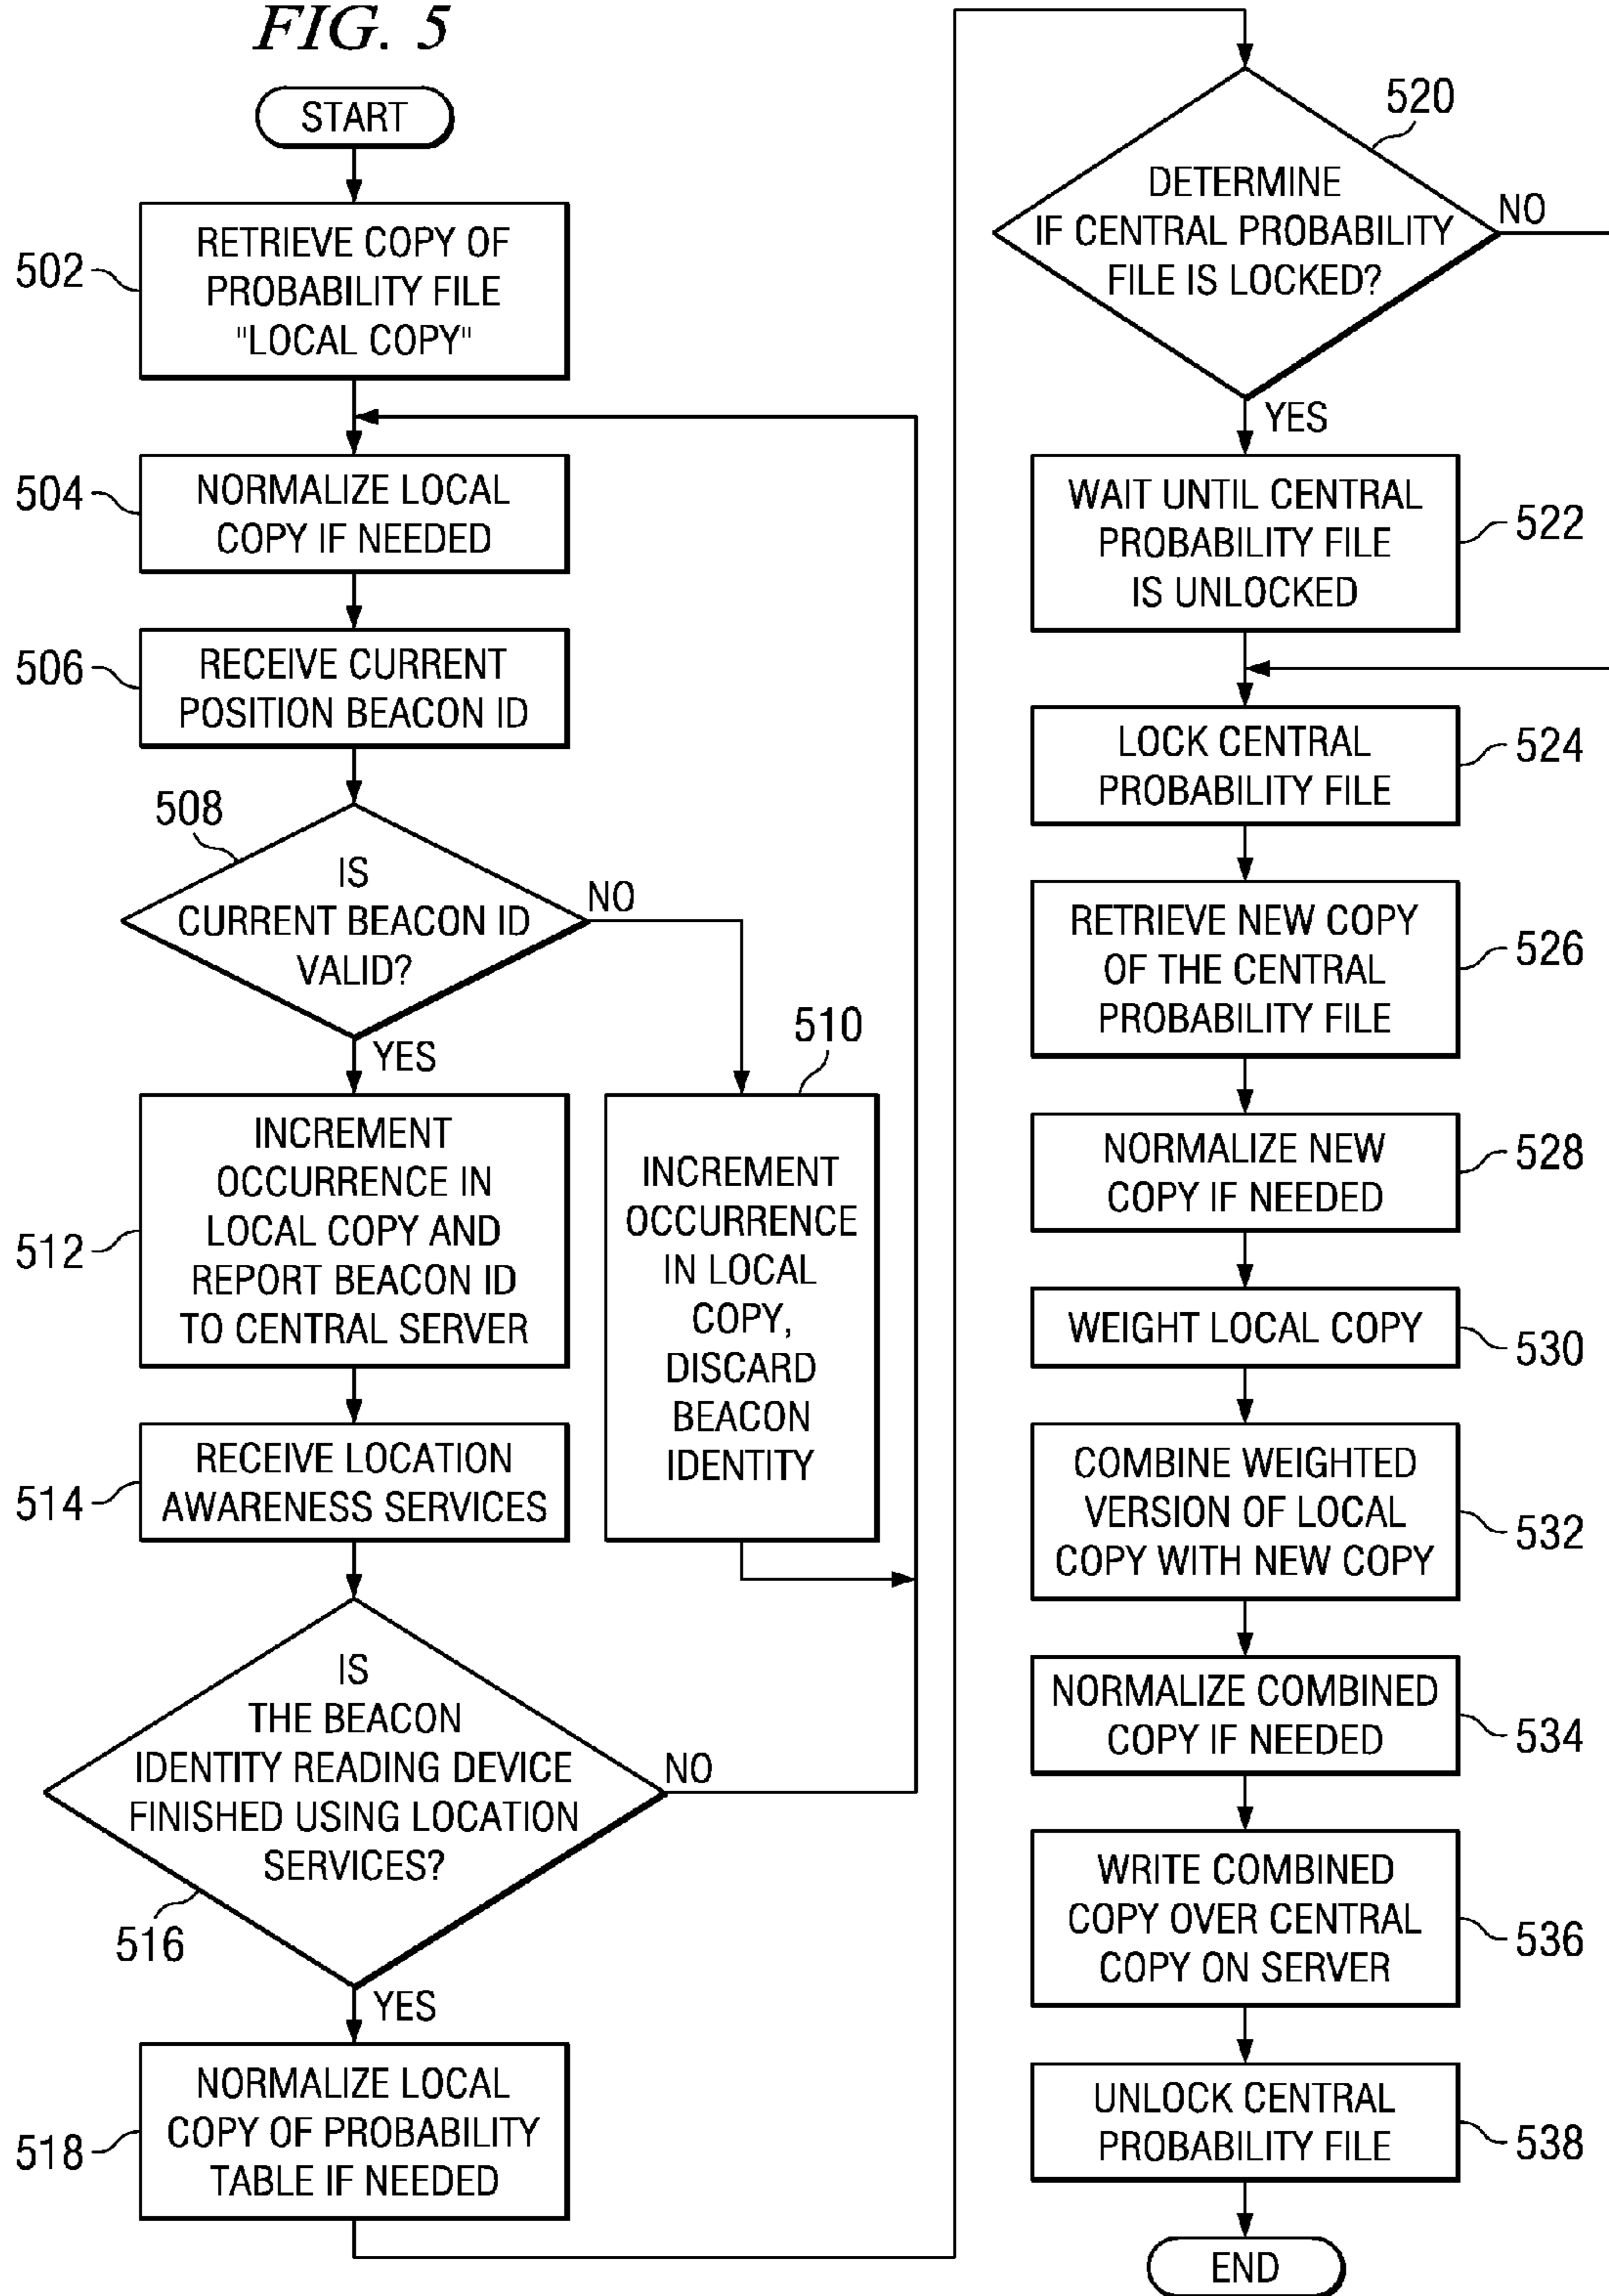 FIG. 5
START
502
RETRIEVE COPY OF
PROBABILITY FILE
"LOCAL COPY"
504
NORMALIZE LOCAL
COPY IF NEEDED
506
RECEIVE CURRENT
POSITION BEACON ID
508
IS
CURRENT BEACON ID
VALID?
NO
YES
510
INCREMENT
OCCURRENCE
IN LOCAL
COPY,
DISCARD
BEACON
IDENTITY
512
INCREMENT
OCCURRENCE IN
LOCAL COPY AND
REPORT BEACON ID
TO CENTRAL SERVER
514
RECEIVE LOCATION
AWARENESS SERVICES
IS
THE BEACON
IDENTITY READING DEVICE
FINISHED USING LOCATION
SERVICES?
NO
516
YES
518
NORMALIZE LOCAL
COPY OF PROBABILITY
TABLE IF NEEDED
520
DETERMINE
IF CENTRAL PROBABILITY
FILE IS LOCKED?
NO
YES
WAIT UNTIL CENTRAL
PROBABILITY FILE
IS UNLOCKED
522
LOCK CENTRAL
PROBABILITY FILE
524
RETRIEVE NEW COPY
OF THE CENTRAL
PROBABILITY FILE
526
NORMALIZE NEW
COPY IF NEEDED
528
WEIGHT LOCAL COPY
530
COMBINE WEIGHTED
VERSION OF LOCAL
COPY WITH NEW COPY
532
NORMALIZE COMBINED
COPY IF NEEDED
534
WRITE COMBINED
COPY OVER CENTRAL
COPY ON SERVER
536
UNLOCK CENTRAL
PROBABILITY FILE
538
END